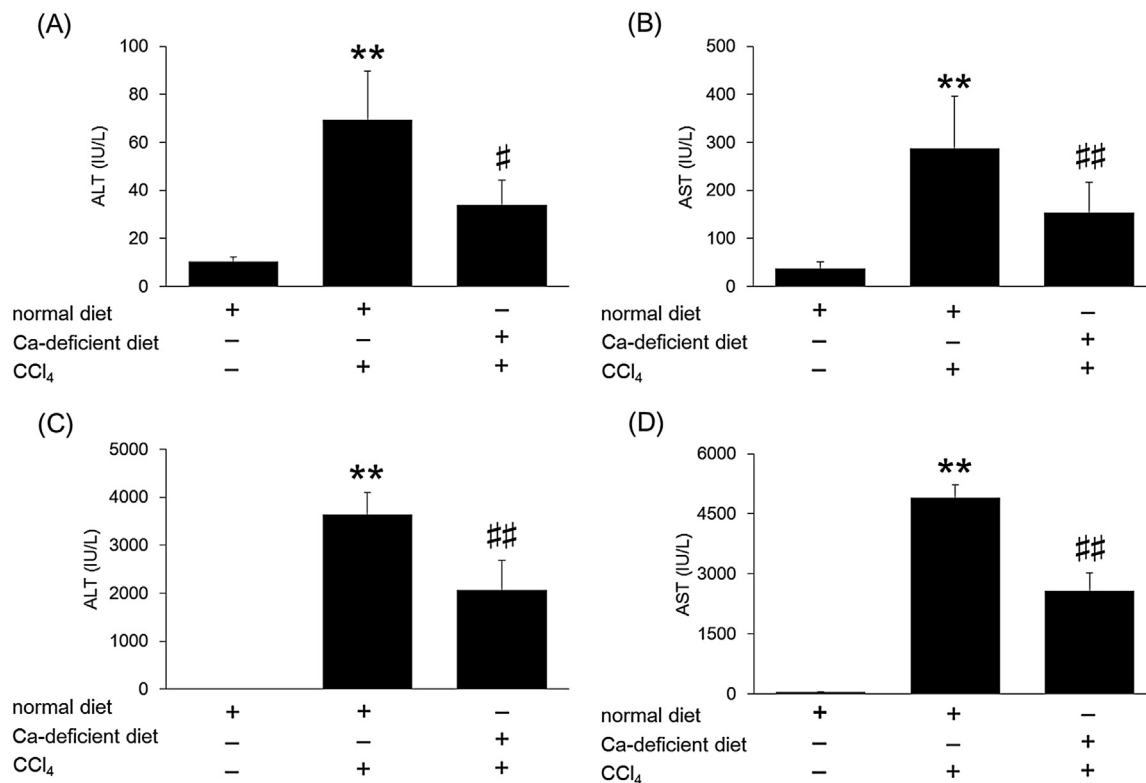 (A)
100
80
60
40
20
0
ALT (IU/L)
**
♯
normal diet + + −
Ca-deficient diet − − +
CCl₄ − + +
(B)
500
400
300
200
100
0
AST (IU/L)
**
♯♯
normal diet + + −
Ca-deficient diet − − +
CCl₄ − + +
(C)
5000
4000
3000
2000
1000
0
ALT (IU/L)
**
♯♯
normal diet + + −
Ca-deficient diet − − +
CCl₄ − + +
(D)
6000
4500
3000
1500
0
AST (IU/L)
**
♯♯
normal diet + + −
Ca-deficient diet − − +
CCl₄ − + +